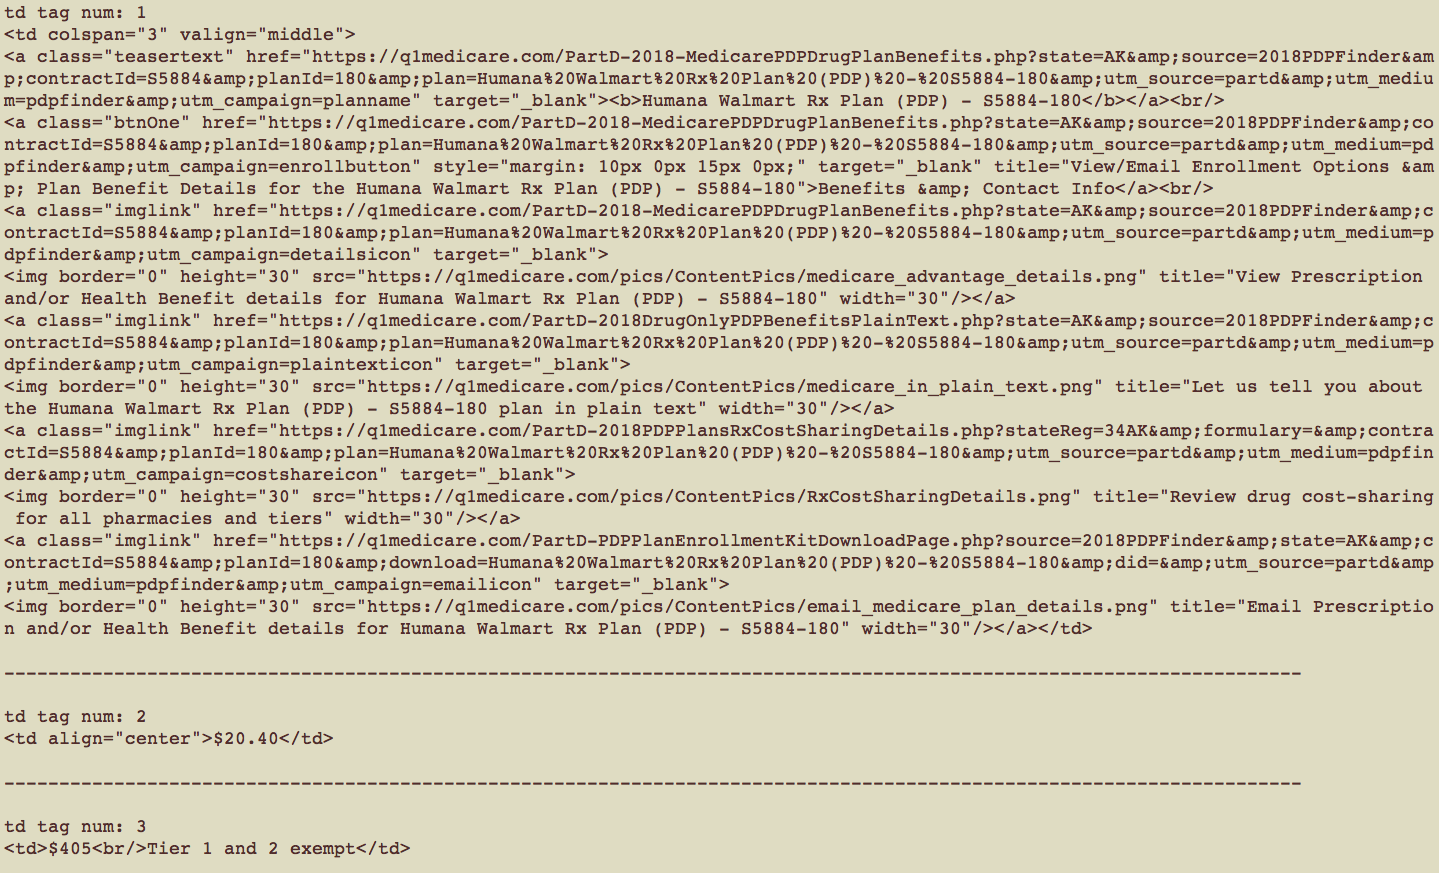 td tag num: 1
<td colspan="3" valign="middle">
<a class="teasertext" href="https://q1medicare.com/PartD-2018-MedicarePDPDrugPlanBenefits.php?state=AK&amp;source=2018PDPFinder&am
p;contractId=S5884&amp;planId=180&amp;plan=Humana%20Walmart%20Rx%20Plan%20(PDP)%20-%20S5884-180&amp;utm_source=partd&amp;utm_mediu
m=pdpfinder&amp;utm_campaign=planname" target="_blank"><b>Humana Walmart Rx Plan (PDP) - S5884-180</b></a><br/>
<a class="btnOne" href="https://q1medicare.com/PartD-2018-MedicarePDPDrugPlanBenefits.php?state=AK&amp;source=2018PDPFinder&amp;co
ntractId=S5884&amp;planId=180&amp;plan=Humana%20Walmart%20Rx%20Plan%20(PDP)%20-%20S5884-180&amp;utm_source=partd&amp;utm_medium=pd
pfinder&amp;utm_campaign=enrollbutton" style="margin: 10px 0px 15px 0px;" target="_blank" title="View/Email Enrollment Options &am
p; Plan Benefit Details for the Humana Walmart Rx Plan (PDP) - S5884-180">Benefits &amp; Contact Info</a><br/>
<a class="imglink" href="https://q1medicare.com/PartD-2018-MedicarePDPDrugPlanBenefits.php?state=AK&amp;source=2018PDPFinder&amp;c
ontractId=S5884&amp;planId=180&amp;plan=Humana%20Walmart%20Rx%20Plan%20(PDP)%20-%20S5884-180&amp;utm_source=partd&amp;utm_medium=p
dpfinder&amp;utm_campaign=detailsicon" target="_blank">
<img border="0" height="30" src="https://q1medicare.com/pics/ContentPics/medicare_advantage_details.png" title="View Prescription
and/or Health Benefit details for Humana Walmart Rx Plan (PDP) - S5884-180" width="30"/></a>
<a class="imglink" href="https://q1medicare.com/PartD-2018DrugOnlyPDPBenefitsPlainText.php?state=AK&amp;source=2018PDPFinder&amp;c
ontractId=S5884&amp;planId=180&amp;plan=Humana%20Walmart%20Rx%20Plan%20(PDP)%20-%20S5884-180&amp;utm_source=partd&amp;utm_medium=p
dpfinder&amp;utm_campaign=plaintexticon" target="_blank">
<img border="0" height="30" src="https://q1medicare.com/pics/ContentPics/medicare_in_plain_text.png" title="Let us tell you about
the Humana Walmart Rx Plan (PDP) - S5884-180 plan in plain text" width="30"/></a>
<a class="imglink" href="https://q1medicare.com/PartD-2018PDPPlansRxCostSharingDetails.php?stateReg=34AK&amp;formulary=&amp;contra
ctId=S5884&amp;planId=180&amp;plan=Humana%20Walmart%20Rx%20Plan%20(PDP)%20-%20S5884-180&amp;utm_source=partd&amp;utm_medium=pdpfin
der&amp;utm_campaign=costshareicon" target="_blank">
<img border="0" height="30" src="https://q1medicare.com/pics/ContentPics/RxCostSharingDetails.png" title="Review drug cost-sharing
 for all pharmacies and tiers" width="30"/></a>
<a class="imglink" href="https://q1medicare.com/PartD-PDPPlanEnrollmentKitDownloadPage.php?source=2018PDPFinder&amp;state=AK&amp;c
ontractId=S5884&amp;planId=180&amp;download=Humana%20Walmart%20Rx%20Plan%20(PDP)%20-%20S5884-180&amp;did=&amp;utm_source=partd&amp
;utm_medium=pdpfinder&amp;utm_campaign=emailicon" target="_blank">
<img border="0" height="30" src="https://q1medicare.com/pics/ContentPics/email_medicare_plan_details.png" title="Email Prescriptio
n and/or Health Benefit details for Humana Walmart Rx Plan (PDP) - S5884-180" width="30"/></a></td>
----------------------------------------------------------------------------------------------------------------------
td tag num: 2
<td align="center">$20.40</td>
----------------------------------------------------------------------------------------------------------------------
td tag num: 3
<td>$405<br/>Tier 1 and 2 exempt</td>